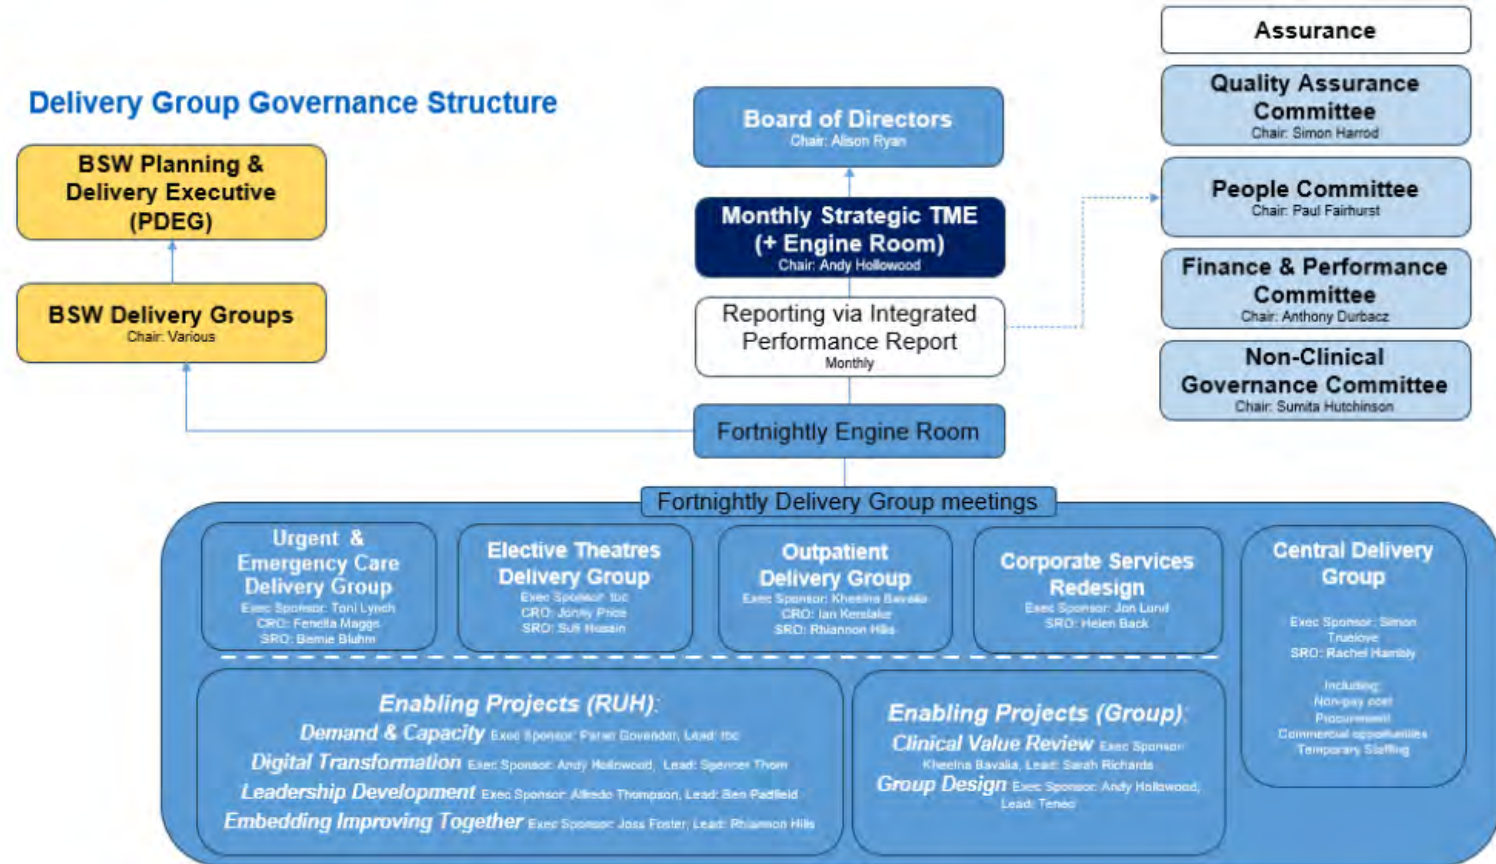 Delivery Group Governance Structure
BSW Planning &
Delivery Executive
(PDEG)
BSW Delivery Groups
Chair: Various
Board of Directors
Chair: Alison Ryan
Monthly Strategic TME
(+ Engine Room)
Chair: Andy Hollowood
Reporting via Integrated
Performance Report
Monthly
Fortnightly Engine Room
Assurance
Quality Assurance
Committee
Chair: Simon Harrod
People Committee
Chair: Paul Fairhurst
Finance & Performance
Committee
Chair: Anthony Durbacz
Non-Clinical
Governance Committee
Chair: Sumita Hutchinson
Fortnightly Delivery Group meetings
Urgent &
Emergency Care
Delivery Group
Exec Sponsor: Toni Lynch
CRO: Fenella Maggs
SRO: Bernie Bluhm
Elective Theatres
Delivery Group
Exec Sponsor: tbc
CRO: Jonny Price
SRO: Sufi Husain
Outpatient
Delivery Group
Exec Sponsor: Kheelna Bavalia
CRO: Ian Kerslake
SRO: Rhiannon Hills
Corporate Services
Redesign
Exec Sponsor: Jon Lund
SRO: Helen Back
Central Delivery
Group
Exec Sponsor: Simon
Truelove
SRO: Rachel Hambly
Including:
Non-pay cost
Procurement
Commercial opportunities
Temporary Staffing
Enabling Projects (RUH):
Demand & Capacity Exec Sponsor: Paran Govender, Lead: tbc
Digital Transformation Exec Sponsor: Andy Hollowood, Lead: Spencer Thorn
Leadership Development Exec Sponsor: Alfredo Thompson, Lead: Ben Padfield
Embedding Improving Together Exec Sponsor: Joss Foster, Lead: Rhiannon Hills
Enabling Projects (Group):
Clinical Value Review Exec Sponsor:
Kheelna Bavalia, Lead: Sarah Richards
Group Design Exec Sponsor: Andy Hollowood,
Lead: Teneo